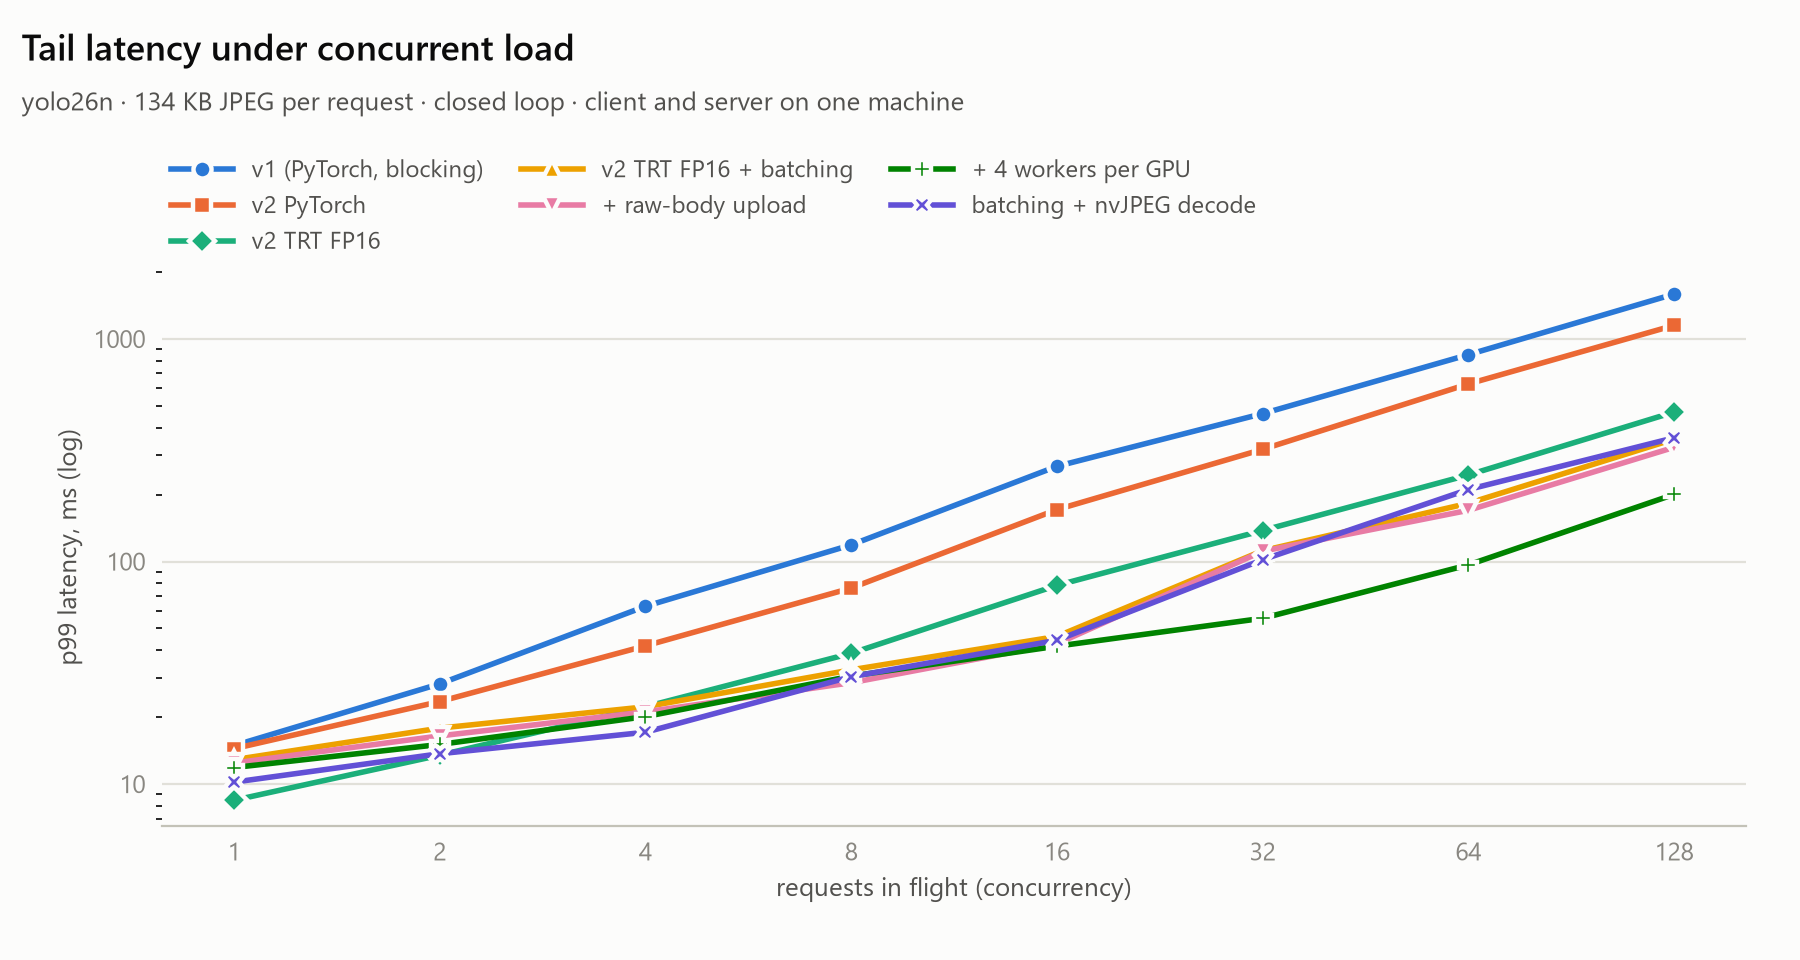 Tail latency under concurrent load
yolo26n · 134 KB JPEG per request · closed loop · client and server on one machine
v1 (PyTorch, blocking)
v2 PyTorch
v2 TRT FP16
v2 TRT FP16 + batching
+ raw-body upload
+ 4 workers per GPU
batching + nvJPEG decode
p99 latency, ms (log)
1000
100
10
1 2 4 8 16 32 64 128
requests in flight (concurrency)